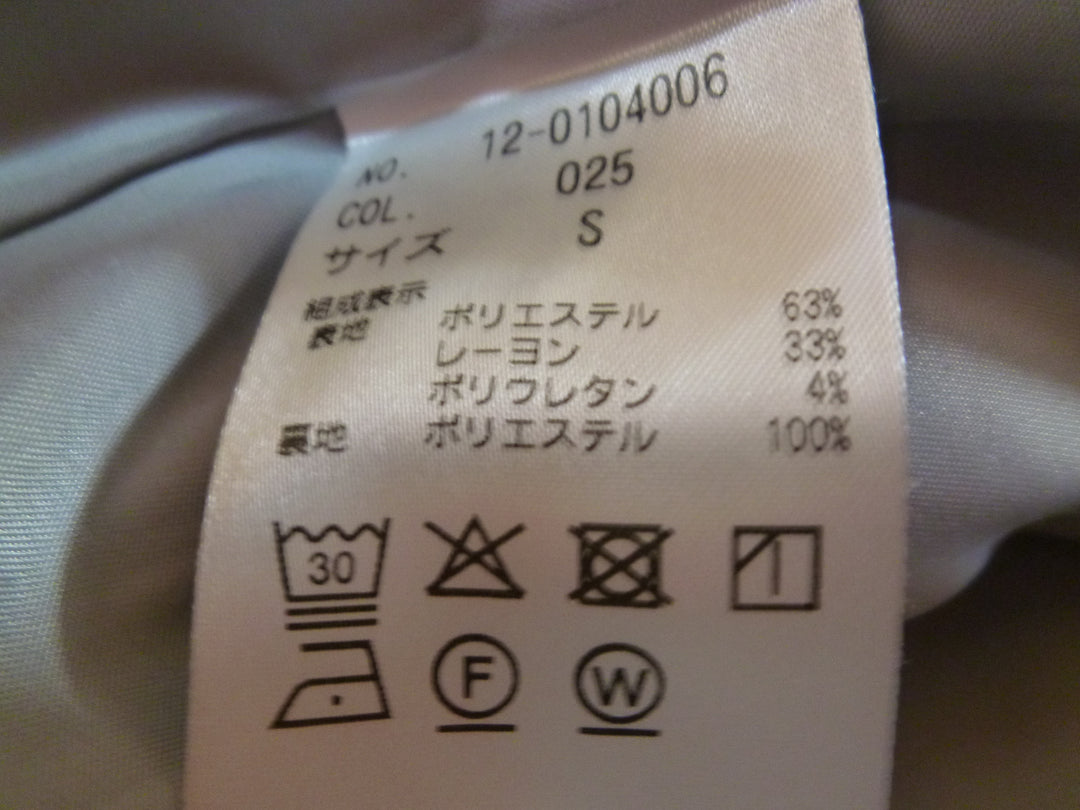 NO. 12-0104006
COL. 025
サイズ S
組成表示
表地 ポリエステル 63%
レーヨン 33%
ポリウレタン 4%
裏地 ポリエステル 100%
30
F W